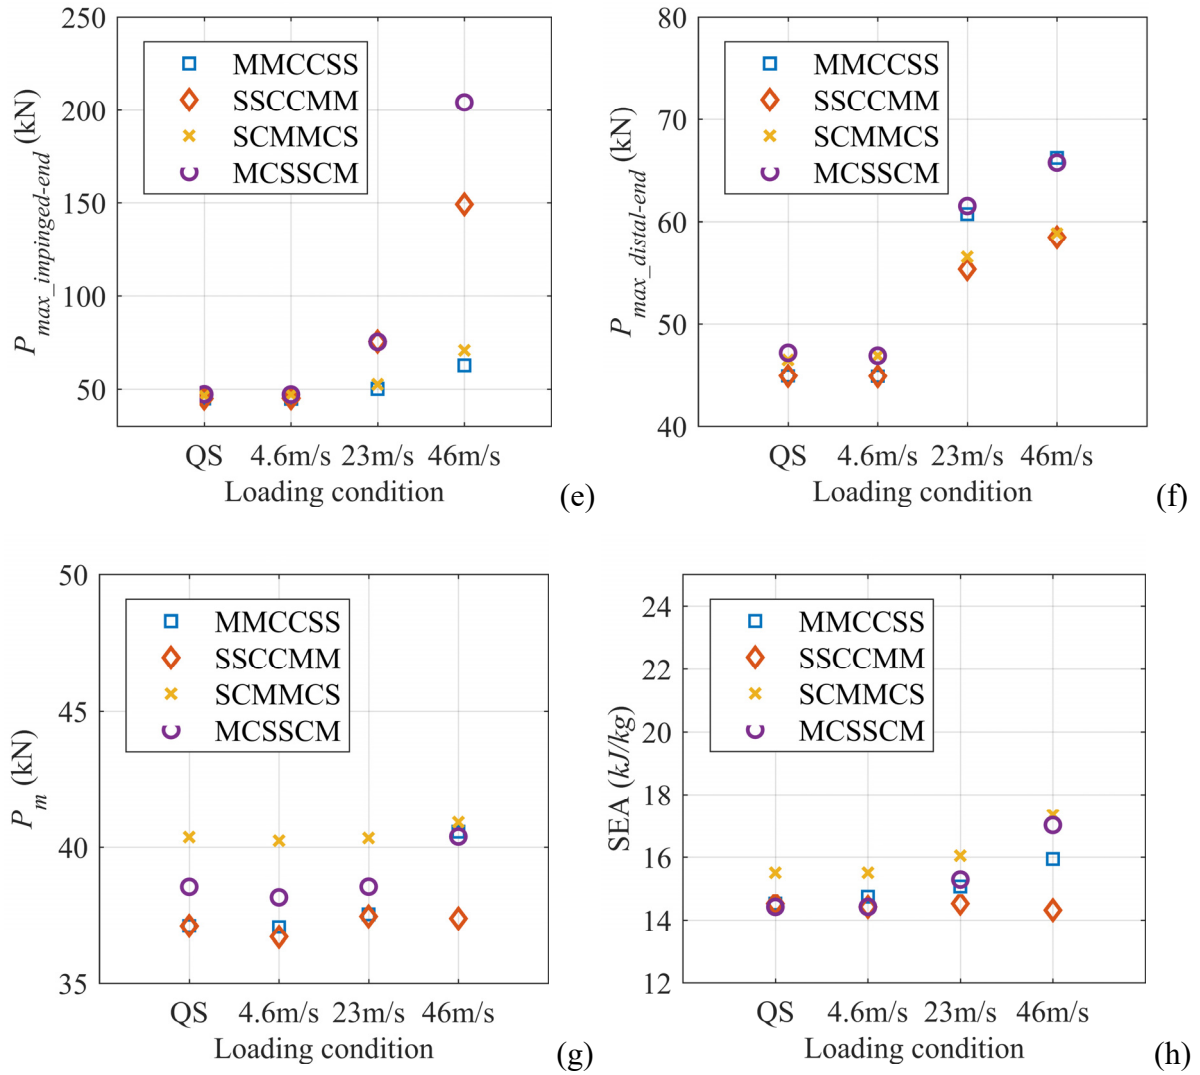 250
200
150
100
50
P max_impinged-end (kN)
MMCCSS
SSCCMM
SCMMCS
MCSSCM
QS 4.6m/s 23m/s 46m/s
Loading condition
(e)
80
70
60
50
40
P max_distal-end (kN)
MMCCSS
SSCCMM
SCMMCS
MCSSCM
QS 4.6m/s 23m/s 46m/s
Loading condition
(f)
50
45
40
35
P m (kN)
MMCCSS
SSCCMM
SCMMCS
MCSSCM
QS 4.6m/s 23m/s 46m/s
Loading condition
(g)
24
22
20
18
16
14
12
SEA (kJ/kg)
MMCCSS
SSCCMM
SCMMCS
MCSSCM
QS 4.6m/s 23m/s 46m/s
Loading condition
(h)